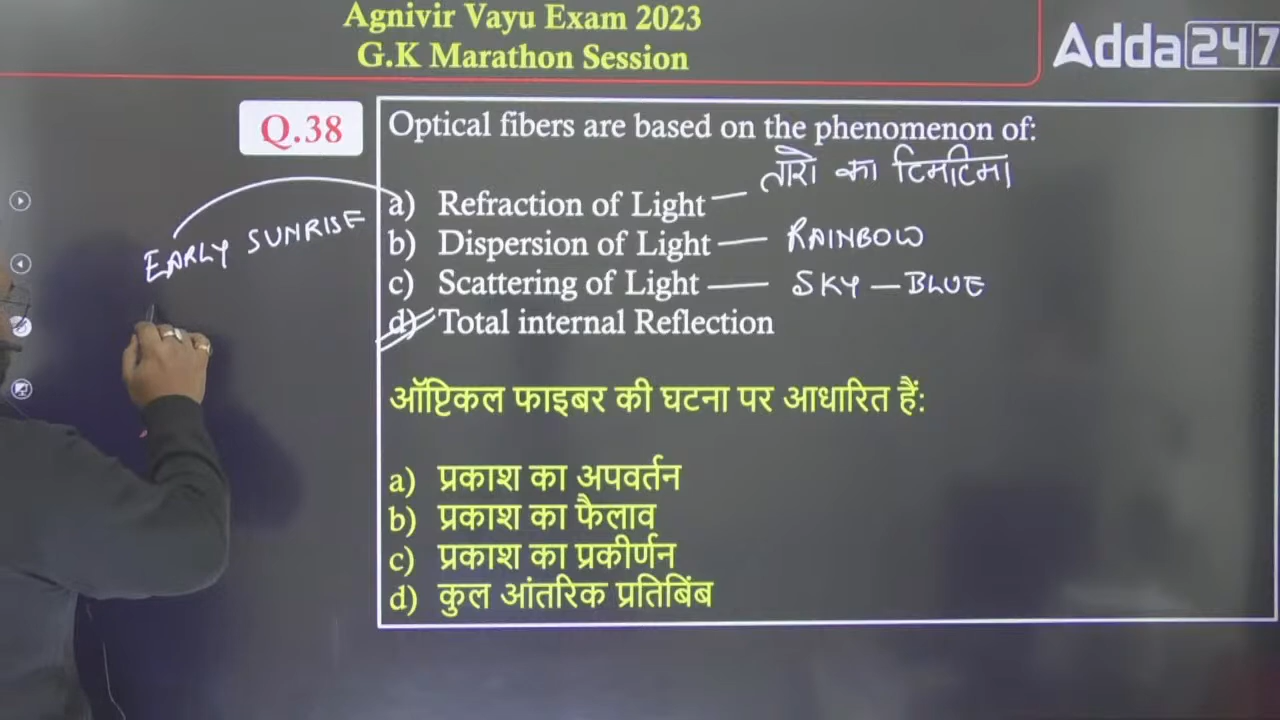 Agnivir Vayu Exam 2023
G.K Marathon Session
Adda247
Q.38
Optical fibers are based on the phenomenon of:
तारो का टिमटिमा
a) Refraction of Light
EARLY SUNRISE
b) Dispersion of Light — RAINBOW
c) Scattering of Light — SKY — BLUE
d) Total internal Reflection
ऑप्टिकल फाइबर की घटना पर आधारित हैं:
a) प्रकाश का अपवर्तन
b) प्रकाश का फैलाव
c) प्रकाश का प्रकीर्णन
d) कुल आंतरिक प्रतिबिंब